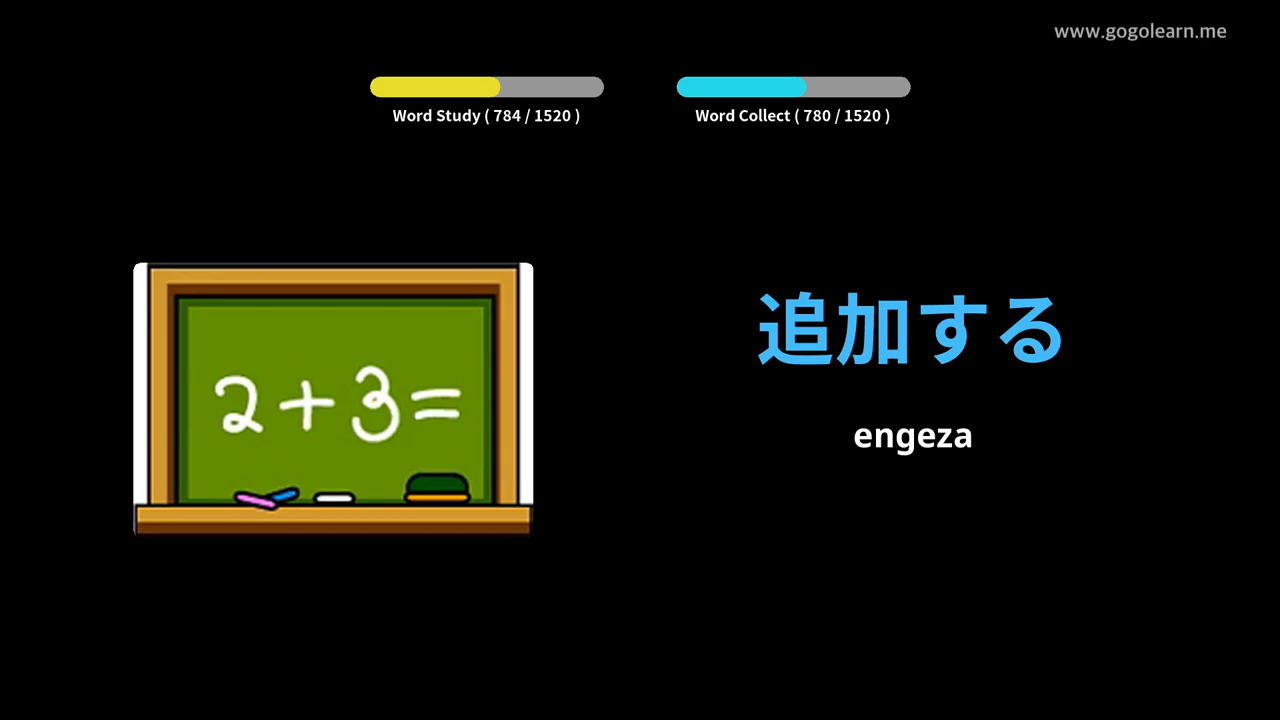 www.gogolearn.me
Word Study ( 784 / 1520 )
Word Collect ( 780 / 1520 )
2+3=
追加する
engeza